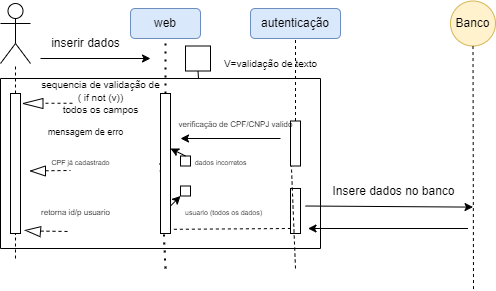 web
autenticação
Banco
inserir dados
V=validação de texto
sequencia de validação de
( if not (v))
todos os campos
mensagem de erro
verificação de CPF/CNPJ valido
CPF já cadastrado
dados incorretos
Insere dados no banco
retorna id/p usuario
usuario (todos os dados)